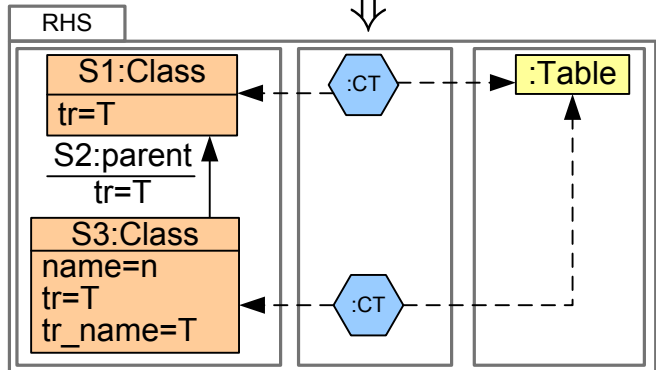 RHS
S1:Class
tr=T
S2:parent
tr=T
S3:Class
name=n
tr=T
tr_name=T
:CT
:CT
:Table